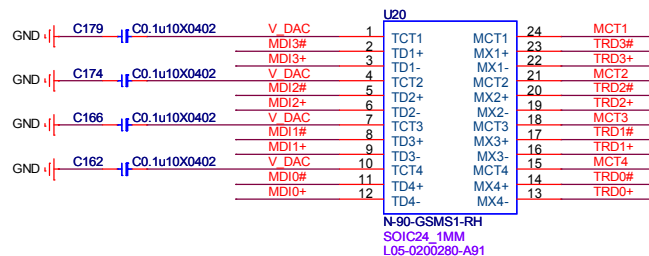 U20
GND C179 C0.1u10X0402 V_DAC 1 TCT1 MCT1 24 MCT1
MDI3# 2 TD1+ MX1+ 23 TRD3#
MDI3+ 3 TD1- MX1- 22 TRD3+
GND C174 C0.1u10X0402 V_DAC 4 TCT2 MCT2 21 MCT2
MDI2# 5 TD2+ MX2+ 20 TRD2#
MDI2+ 6 TD2- MX2- 19 TRD2+
GND C166 C0.1u10X0402 V_DAC 7 TCT3 MCT3 18 MCT3
MDI1# 8 TD3+ MX3+ 17 TRD1#
MDI1+ 9 TD3- MX3- 16 TRD1+
GND C162 C0.1u10X0402 V_DAC 10 TCT4 MCT4 15 MCT4
MDI0# 11 TD4+ MX4+ 14 TRD0#
MDI0+ 12 TD4- MX4- 13 TRD0+
N-90-GSMS1-RH
SOIC24_1MM
L05-0200280-A91